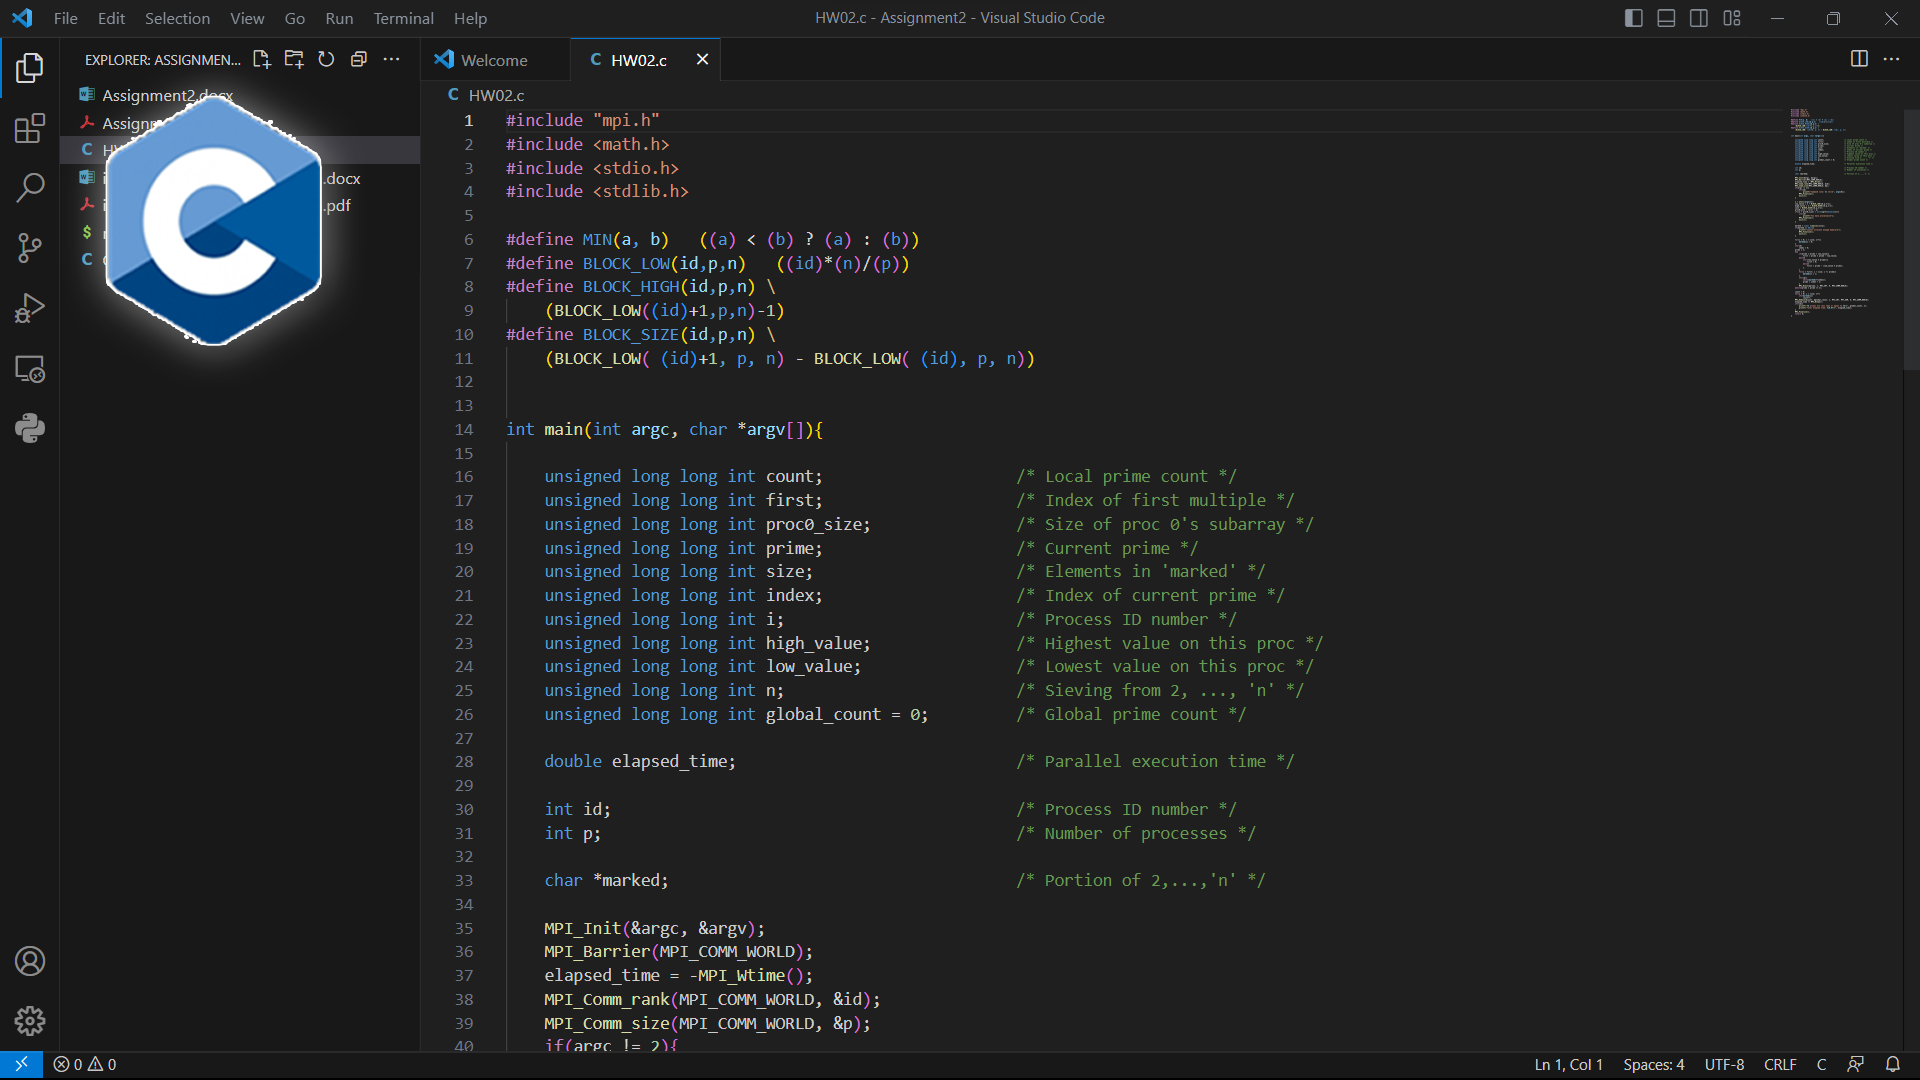 File Edit Selection View Go Run Terminal Help
HW02.c - Assignment2 - Visual Studio Code
EXPLORER: ASSIGNMEN...
Assignment2.docx
.docx
.pdf
Welcome
C HW02.c
C HW02.c
1 #include "mpi.h"
2 #include <math.h>
3 #include <stdio.h>
4 #include <stdlib.h>
5
6 #define MIN(a, b)   ((a) < (b) ? (a) : (b))
7 #define BLOCK_LOW(id,p,n)   ((id)*(n)/(p))
8 #define BLOCK_HIGH(id,p,n) \
9     (BLOCK_LOW((id)+1,p,n)-1)
10 #define BLOCK_SIZE(id,p,n) \
11     (BLOCK_LOW( (id)+1, p, n) - BLOCK_LOW( (id), p, n))
12
13
14 int main(int argc, char *argv[]){
15
16     unsigned long long int count;                    /* Local prime count */
17     unsigned long long int first;                    /* Index of first multiple */
18     unsigned long long int proc0_size;               /* Size of proc 0's subarray */
19     unsigned long long int prime;                    /* Current prime */
20     unsigned long long int size;                     /* Elements in 'marked' */
21     unsigned long long int index;                    /* Index of current prime */
22     unsigned long long int i;                        /* Process ID number */
23     unsigned long long int high_value;               /* Highest value on this proc */
24     unsigned long long int low_value;                /* Lowest value on this proc */
25     unsigned long long int n;                        /* Sieving from 2, ..., 'n' */
26     unsigned long long int global_count = 0;         /* Global prime count */
27
28     double elapsed_time;                             /* Parallel execution time */
29
30     int id;                                          /* Process ID number */
31     int p;                                           /* Number of processes */
32
33     char *marked;                                    /* Portion of 2,...,'n' */
34
35     MPI_Init(&argc, &argv);
36     MPI_Barrier(MPI_COMM_WORLD);
37     elapsed_time = -MPI_Wtime();
38     MPI_Comm_rank(MPI_COMM_WORLD, &id);
39     MPI_Comm_size(MPI_COMM_WORLD, &p);
40     if(argc != 2){
0 0
Ln 1, Col 1 Spaces: 4 UTF-8 CRLF C